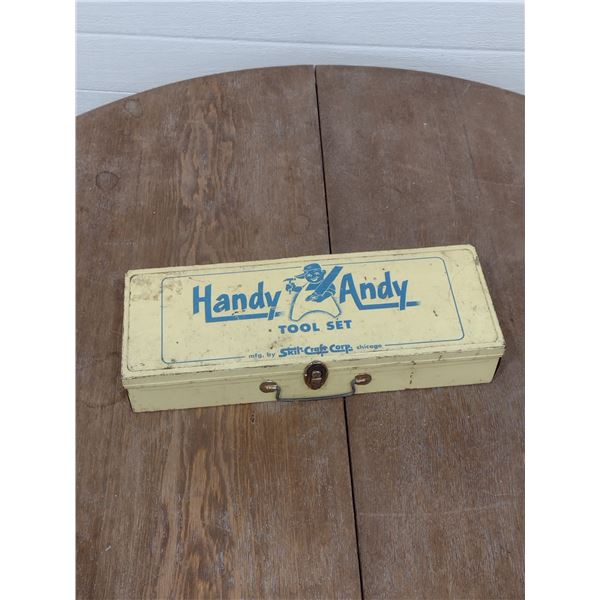 Handy Andy
TOOL SET
mfg. by Skil-Craft Corp. chicago